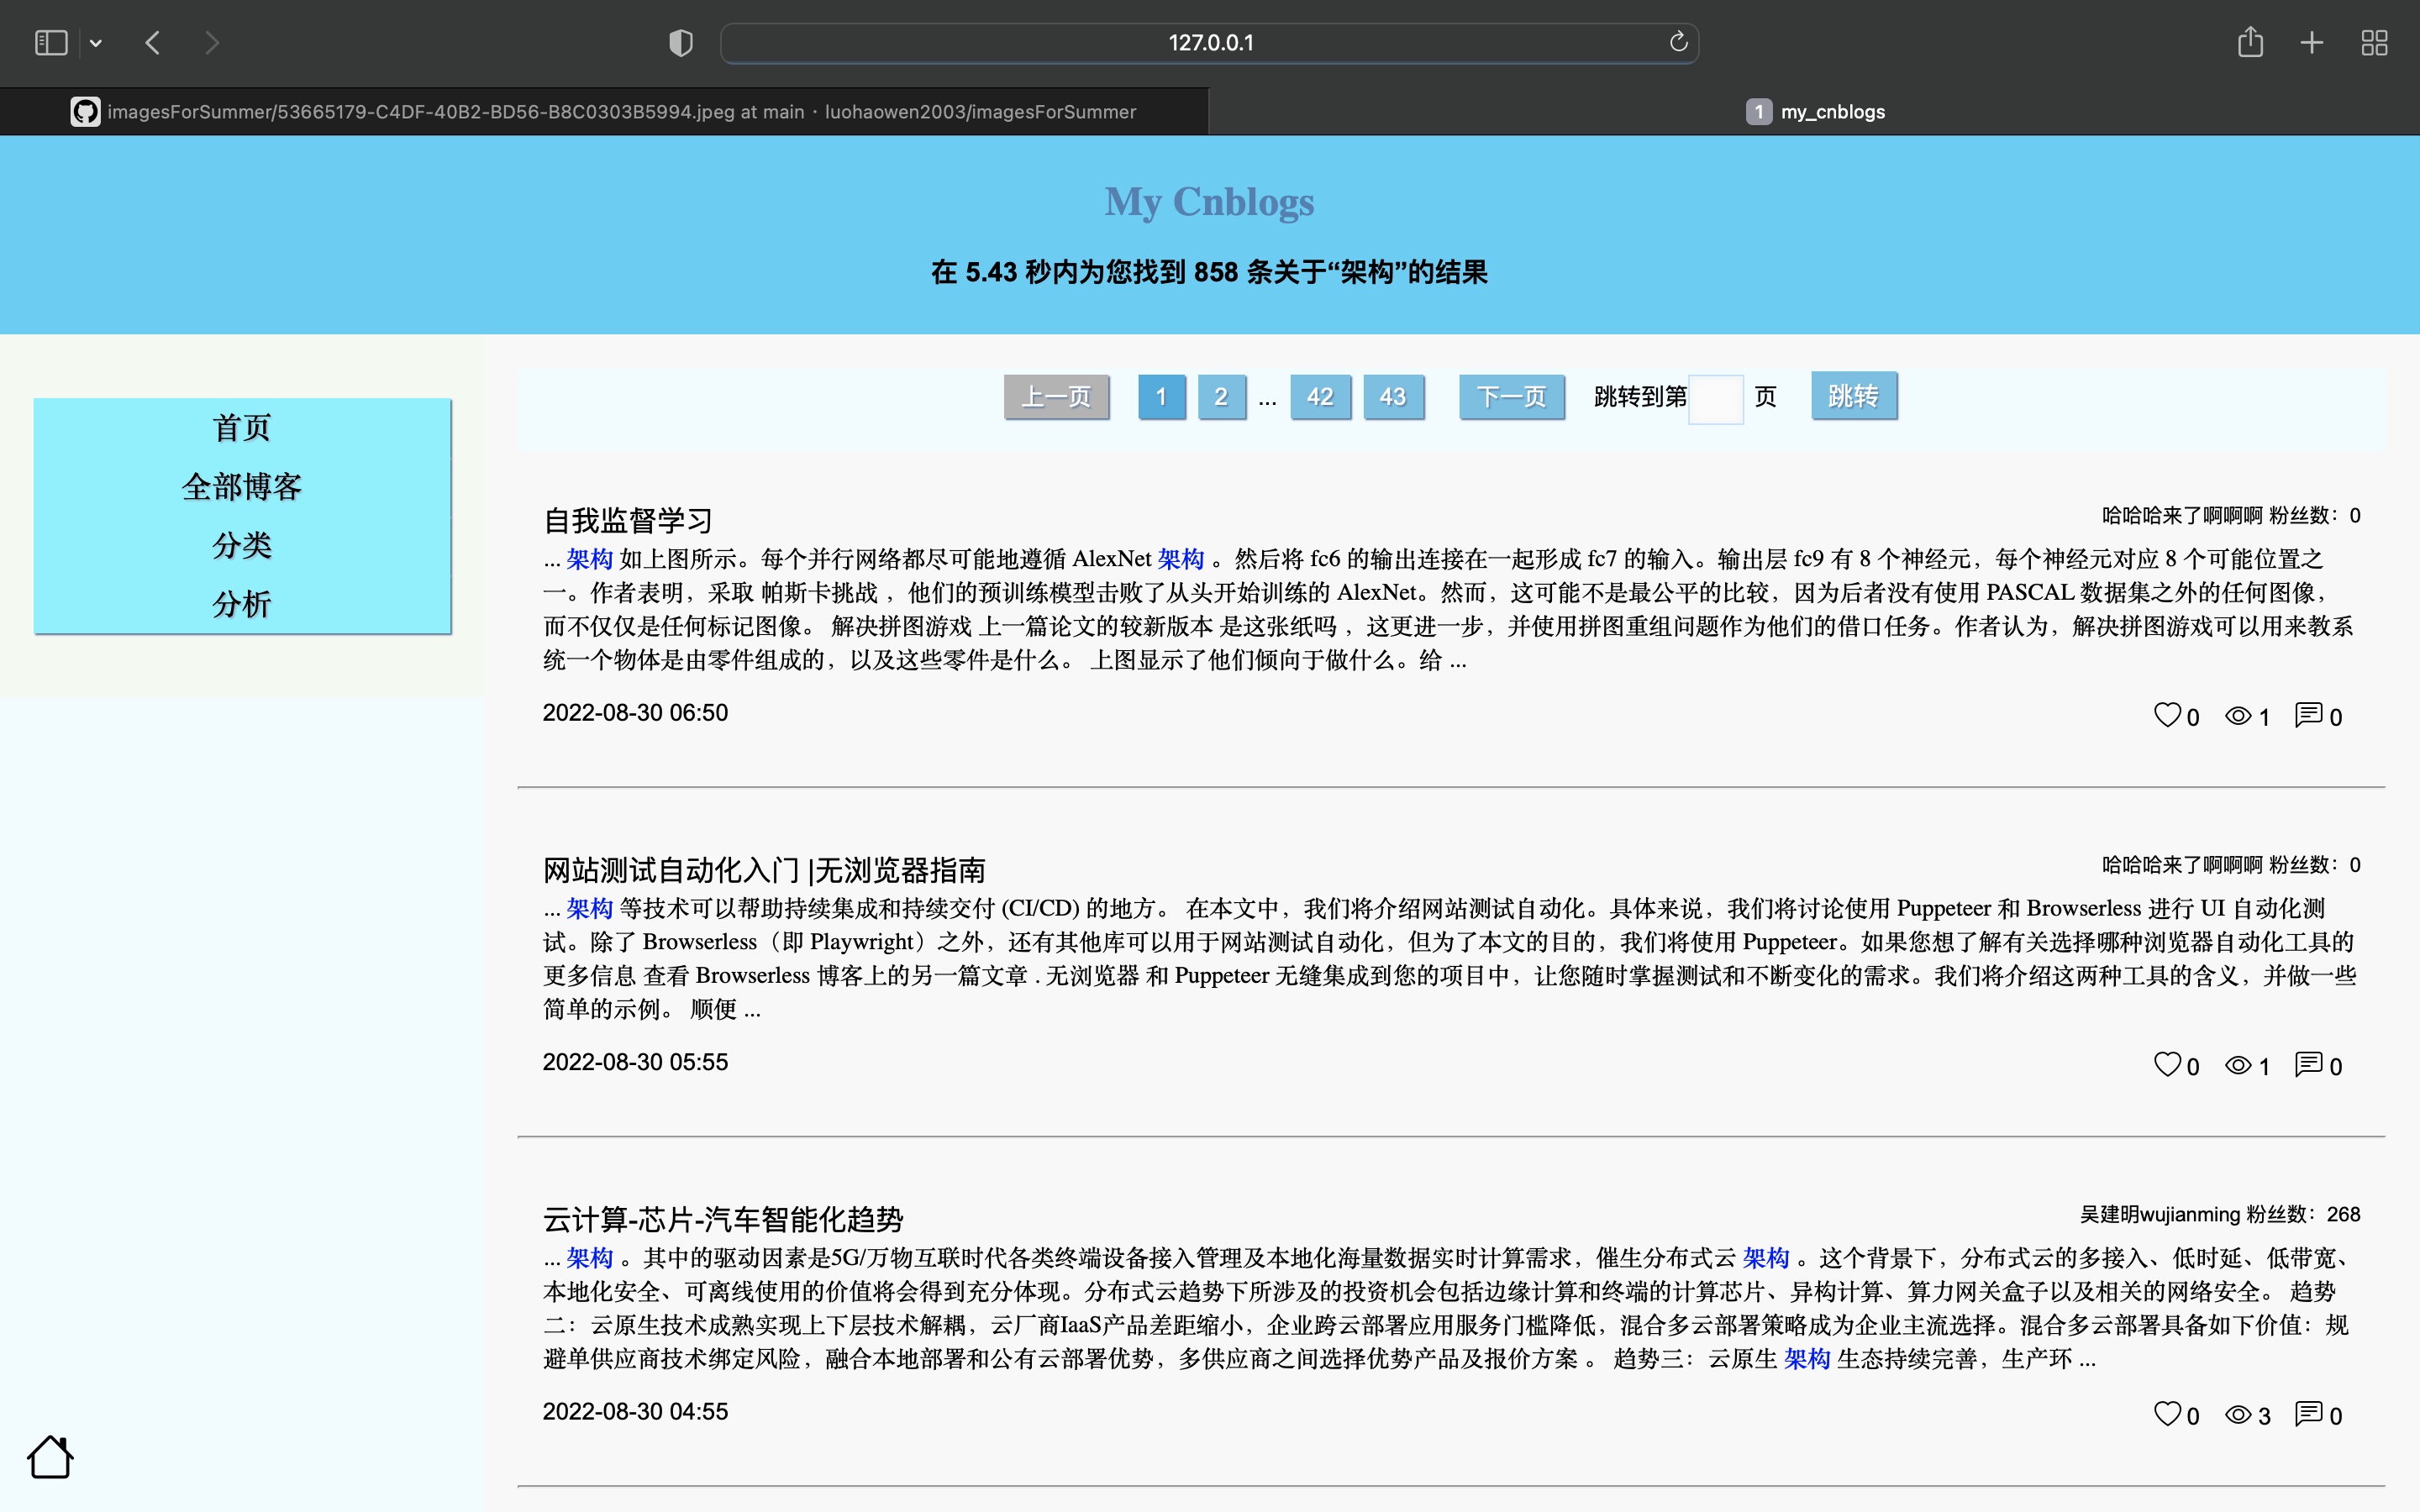 127.0.0.1
imagesForSummer/53665179-C4DF-40B2-BD56-B8C0303B5994.jpeg at main · luohaowen2003/imagesForSummer
1 my_cnblogs
My Cnblogs
在 5.43 秒内为您找到 858 条关于“架构”的结果
首页
全部博客
分类
分析
上一页 1 2 ... 42 43 下一页 跳转到第 页 跳转
自我监督学习
哈哈哈来了啊啊啊 粉丝数：0
... 架构 如上图所示。每个并行网络都尽可能地遵循 AlexNet 架构 。然后将 fc6 的输出连接在一起形成 fc7 的输入。输出层 fc9 有 8 个神经元，每个神经元对应 8 个可能位置之
一。作者表明，采取 帕斯卡挑战 ，他们的预训练模型击败了从头开始训练的 AlexNet。然而，这可能不是最公平的比较，因为后者没有使用 PASCAL 数据集之外的任何图像，
而不仅仅是任何标记图像。 解决拼图游戏 上一篇论文的较新版本 是这张纸吗 ，这更进一步，并使用拼图重组问题作为他们的借口任务。作者认为，解决拼图游戏可以用来教系
统一个物体是由零件组成的，以及这些零件是什么。 上图显示了他们倾向于做什么。给 ...
2022-08-30 06:50
0 1 0
网站测试自动化入门 |无浏览器指南
哈哈哈来了啊啊啊 粉丝数：0
... 架构 等技术可以帮助持续集成和持续交付 (CI/CD) 的地方。 在本文中，我们将介绍网站测试自动化。具体来说，我们将讨论使用 Puppeteer 和 Browserless 进行 UI 自动化测
试。除了 Browserless（即 Playwright）之外，还有其他库可以用于网站测试自动化，但为了本文的目的，我们将使用 Puppeteer。如果您想了解有关选择哪种浏览器自动化工具的
更多信息 查看 Browserless 博客上的另一篇文章 . 无浏览器 和 Puppeteer 无缝集成到您的项目中，让您随时掌握测试和不断变化的需求。我们将介绍这两种工具的含义，并做一些
简单的示例。 顺便 ...
2022-08-30 05:55
0 1 0
云计算-芯片-汽车智能化趋势
吴建明wujianming 粉丝数：268
... 架构 。其中的驱动因素是5G/万物互联时代各类终端设备接入管理及本地化海量数据实时计算需求，催生分布式云 架构 。这个背景下，分布式云的多接入、低时延、低带宽、
本地化安全、可离线使用的价值将会得到充分体现。分布式云趋势下所涉及的投资机会包括边缘计算和终端的计算芯片、异构计算、算力网关盒子以及相关的网络安全。 趋势
二：云原生技术成熟实现上下层技术解耦，云厂商IaaS产品差距缩小，企业跨云部署应用服务门槛降低，混合多云部署策略成为企业主流选择。混合多云部署具备如下价值：规
避单供应商技术绑定风险，融合本地部署和公有云部署优势，多供应商之间选择优势产品及报价方案 。 趋势三：云原生 架构 生态持续完善，生产环 ...
2022-08-30 04:55
0 3 0